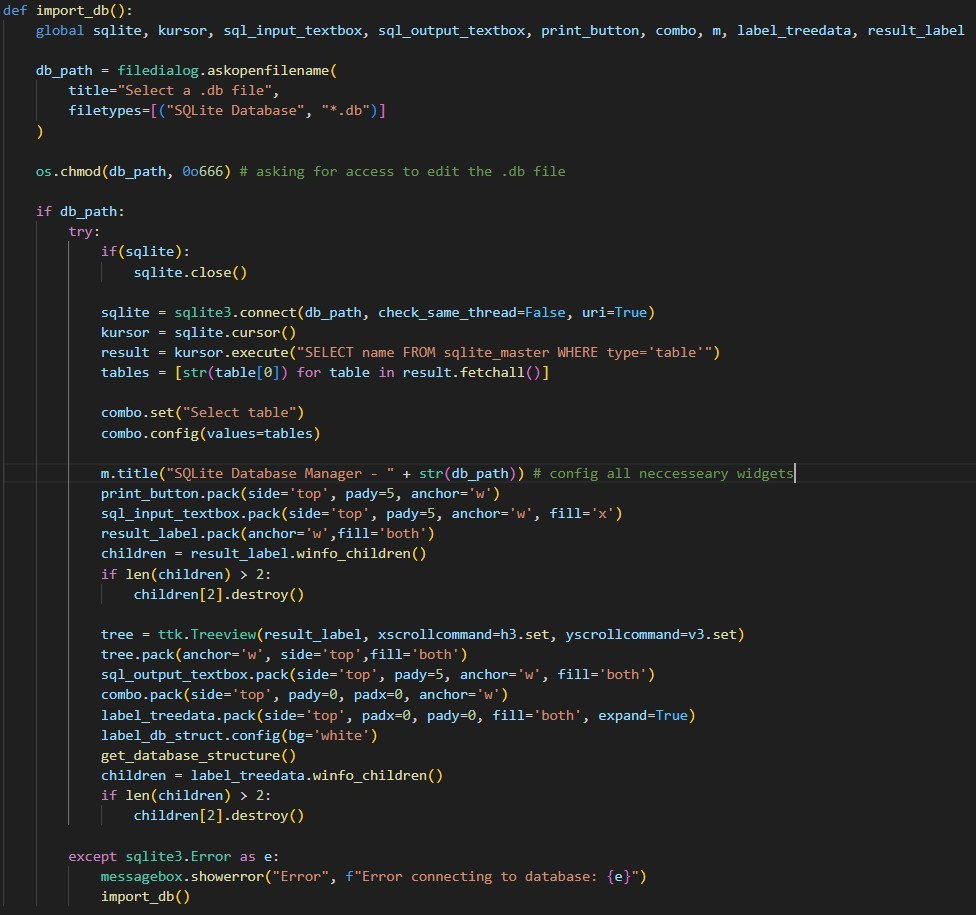 def import_db():
    global sqlite, kursor, sql_input_textbox, sql_output_textbox, print_button, combo, m, label_treedata, result_label
    db_path = filedialog.askopenfilename(
        title="Select a .db file",
        filetypes=[("SQLite Database", "*.db")]
    )
    os.chmod(db_path, 0o666) # asking for access to edit the .db file
    if db_path:
        try:
            if(sqlite):
                sqlite.close()
            sqlite = sqlite3.connect(db_path, check_same_thread=False, uri=True)
            kursor = sqlite.cursor()
            result = kursor.execute("SELECT name FROM sqlite_master WHERE type='table'")
            tables = [str(table[0]) for table in result.fetchall()]
            combo.set("Select table")
            combo.config(values=tables)
            m.title("SQLite Database Manager - " + str(db_path)) # config all neccesseary widgets
            print_button.pack(side='top', pady=5, anchor='w')
            sql_input_textbox.pack(side='top', pady=5, anchor='w', fill='x')
            result_label.pack(anchor='w',fill='both')
            children = result_label.winfo_children()
            if len(children) > 2:
                children[2].destroy()
            tree = ttk.Treeview(result_label, xscrollcommand=h3.set, yscrollcommand=v3.set)
            tree.pack(anchor='w', side='top',fill='both')
            sql_output_textbox.pack(side='top', pady=5, anchor='w', fill='both')
            combo.pack(side='top', pady=0, padx=0, anchor='w')
            label_treedata.pack(side='top', padx=0, pady=0, fill='both', expand=True)
            label_db_struct.config(bg='white')
            get_database_structure()
            children = label_treedata.winfo_children()
            if len(children) > 2:
                children[2].destroy()
        except sqlite3.Error as e:
            messagebox.showerror("Error", f"Error connecting to database: {e}")
            import_db()